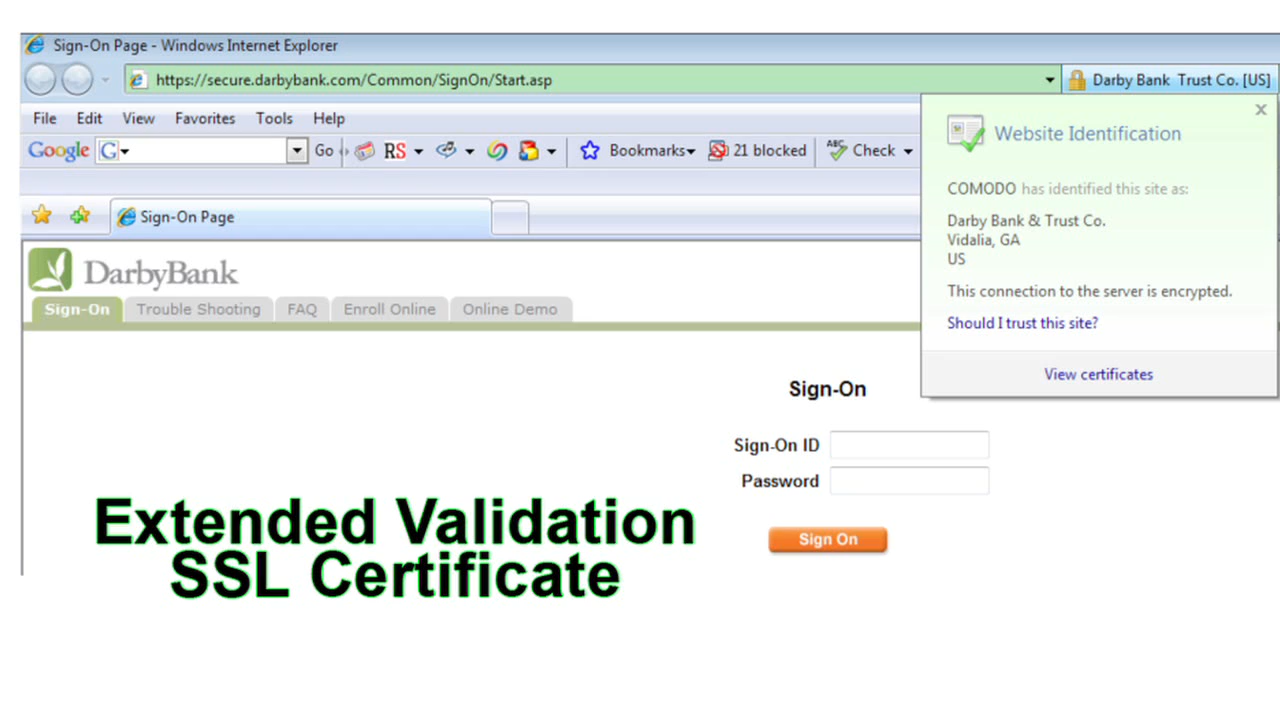 Sign-On Page - Windows Internet Explorer
https://secure.darbybank.com/Common/SignOn/Start.asp
Darby Bank Trust Co. [US]
File Edit View Favorites Tools Help
Google G Go RS Bookmarks 21 blocked ABC Check
Website Identification
COMODO has identified this site as:
Darby Bank & Trust Co.
Vidalia, GA
US
This connection to the server is encrypted.
Should I trust this site?
View certificates
Sign-On Page
DarbyBank
Sign-On Trouble Shooting FAQ Enroll Online Online Demo
Sign-On
Sign-On ID
Password
Sign On
Extended Validation
SSL Certificate